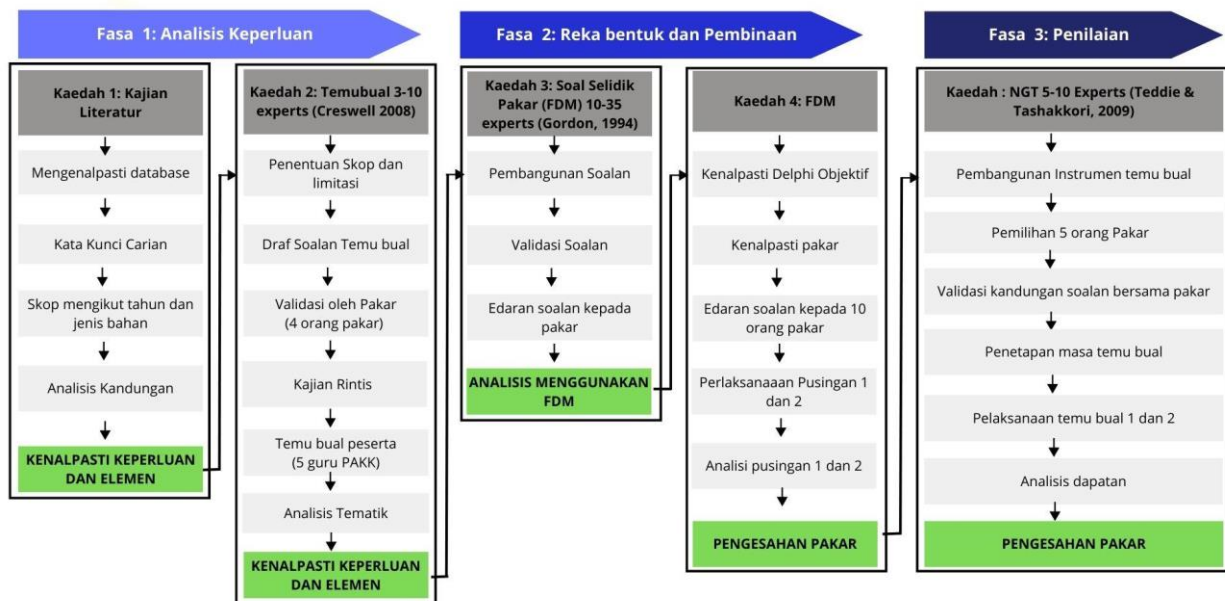 Fasa 1: Analisis Keperluan
Kaedah 1: Kajian
Literatur
Mengenalpasti database
Kata Kunci Carian
Skop mengikut tahun dan
jenis bahan
Analisis Kandungan
KENALPASTI KEPERLUAN
DAN ELEMEN
Kaedah 2: Temubual 3-10
experts (Creswell 2008)
Penentuan Skop dan
limitasi
Draf Soalan Temu bual
Validasi oleh Pakar
(4 orang pakar)
Kajian Rintis
Temu bual peserta
(5 guru PAKK)
Analisis Tematik
KENALPASTI KEPERLUAN
DAN ELEMEN
Fasa 2: Reka bentuk dan Pembinaan
Kaedah 3: Soal Selidik
Pakar (FDM) 10-35
experts (Gordon, 1994)
Pembangunan Soalan
Validasi Soalan
Edaran soalan kepada
pakar
ANALISIS MENGGUNAKAN
FDM
Kaedah 4: FDM
Kenalpasti Delphi Objektif
Kenalpasti pakar
Edaran soalan kepada 10
orang pakar
Perlaksanaaan Pusingan 1
dan 2
Analisi pusingan 1 dan 2
PENGESAHAN PAKAR
Fasa 3: Penilaian
Kaedah : NGT 5-10 Experts (Teddie &
Tashakkori, 2009)
Pembangunan Instrumen temu bual
Pemilihan 5 orang Pakar
Validasi kandungan soalan bersama pakar
Penetapan masa temu bual
Pelaksanaan temu bual 1 dan 2
Analisis dapatan
PENGESAHAN PAKAR